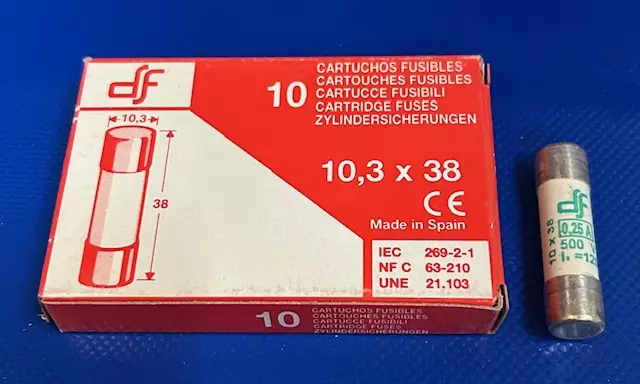 df
10
CARTUCHOS FUSIBLES
CARTOUCHES FUSIBLES
CARTUCCE FUSIBILI
CARTRIDGE FUSES
ZYLINDERSICHERUNGEN
10,3
38
10,3 x 38
CE
Made in Spain
IEC 269-2-1
NF C 63-210
UNE 21.103
10
CARTUCHOS FUSIBLES
CARTOUCHES FUSIBLES
CARTUCCE FUSIBILI
CARTRIDGE FUSES
ZYLINDERSICHERUNGEN
df
10 x 38
0,25 A
500